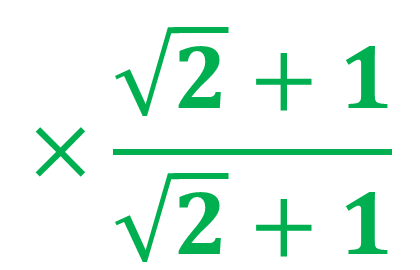 × (√2 + 1)/(√2 + 1)